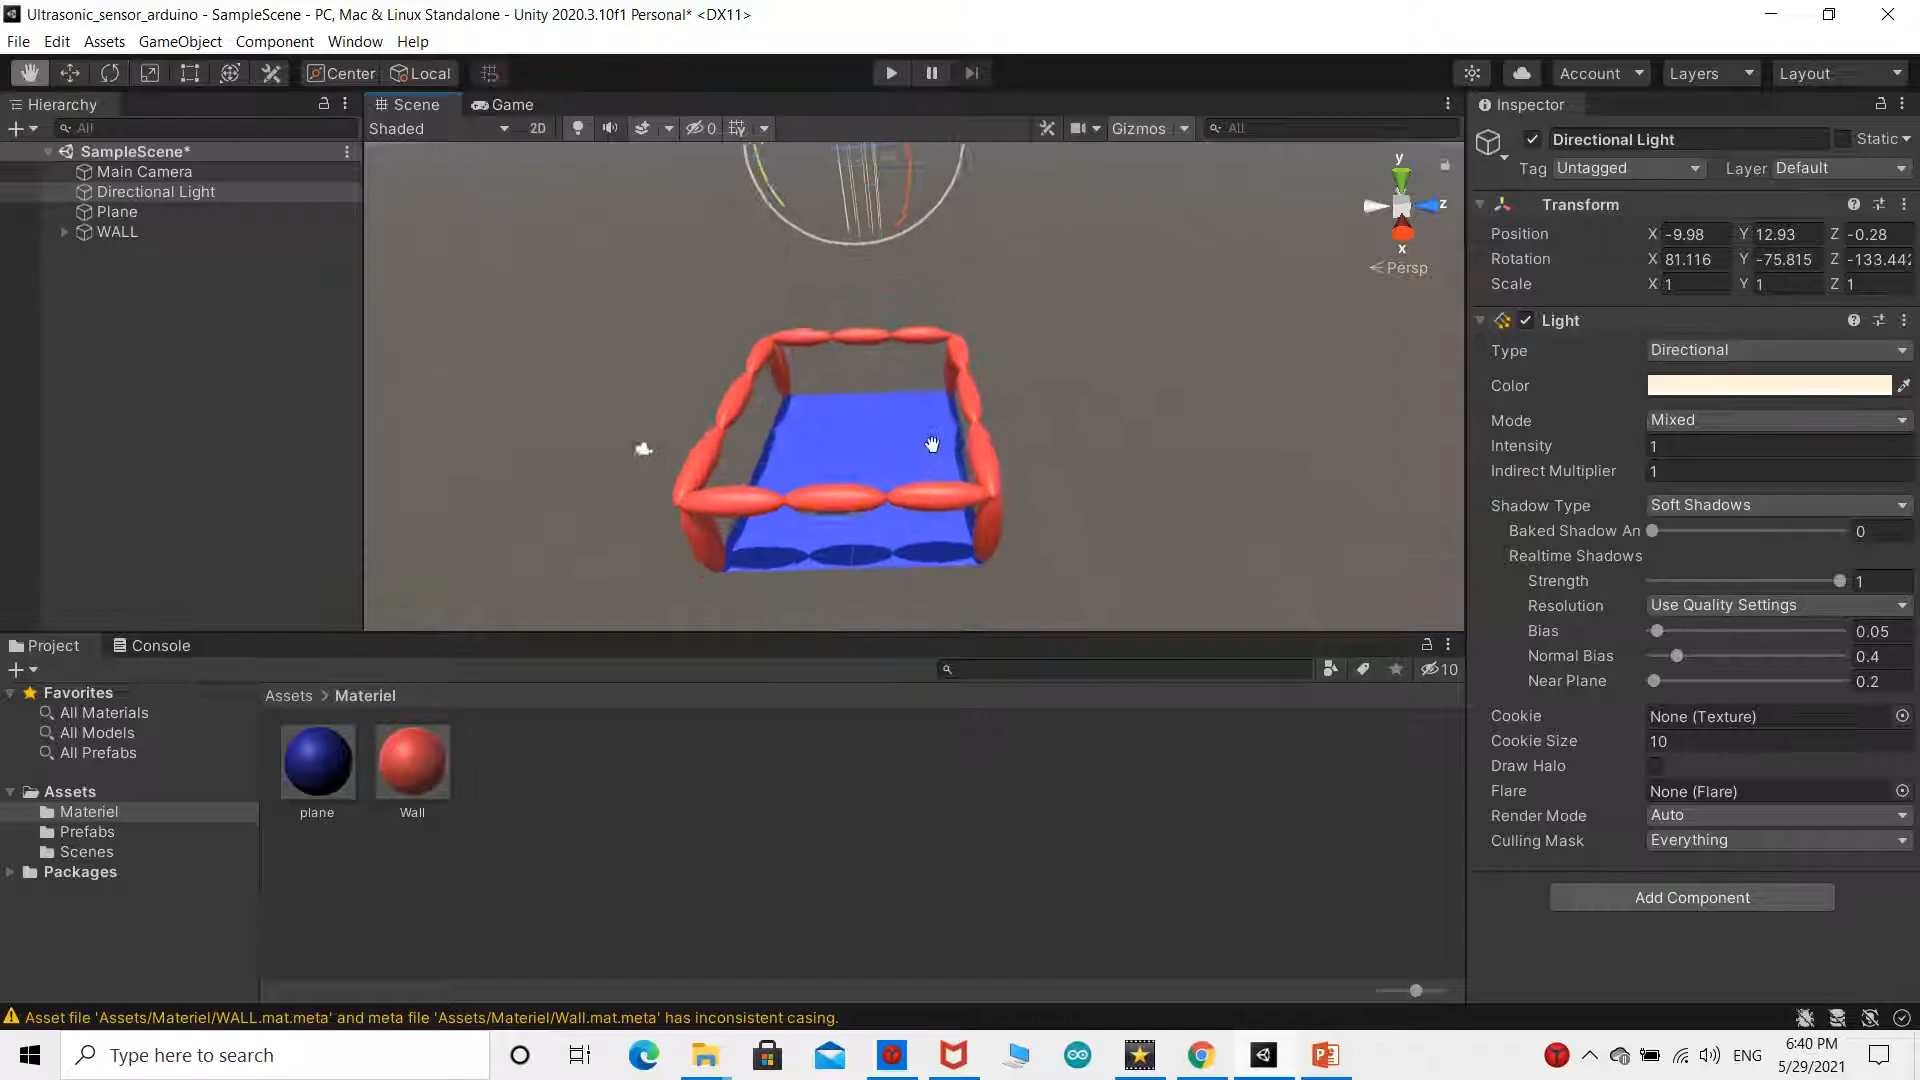 Ultrasonic_sensor_arduino - SampleScene - PC, Mac & Linux Standalone - Unity 2020.3.10f1 Personal* <DX11>
File Edit Assets GameObject Component Window Help
Center Local
Account Layers Layout
Hierarchy
All
SampleScene*
Main Camera
Directional Light
Plane
WALL
Scene Game
Shaded 2D 0 Gizmos All
y
z
x
Persp
Inspector
Directional Light Static
Tag Untagged Layer Default
Transform
Position X -9.98 Y 12.93 Z -0.28
Rotation X 81.116 Y -75.815 Z -133.442
Scale X 1 Y 1 Z 1
Light
Type Directional
Color
Mode Mixed
Intensity 1
Indirect Multiplier 1
Shadow Type Soft Shadows
Baked Shadow An 0
Realtime Shadows
Strength 1
Resolution Use Quality Settings
Bias 0.05
Normal Bias 0.4
Near Plane 0.2
Cookie None (Texture)
Cookie Size 10
Draw Halo
Flare None (Flare)
Render Mode Auto
Culling Mask Everything
Add Component
Project Console
10
Favorites
All Materials
All Models
All Prefabs
Assets
Materiel
Prefabs
Scenes
Packages
Assets > Materiel
plane Wall
Asset file 'Assets/Materiel/WALL.mat.meta' and meta file 'Assets/Materiel/Wall.mat.meta' has inconsistent casing.
Type here to search
ENG
6:40 PM
5/29/2021